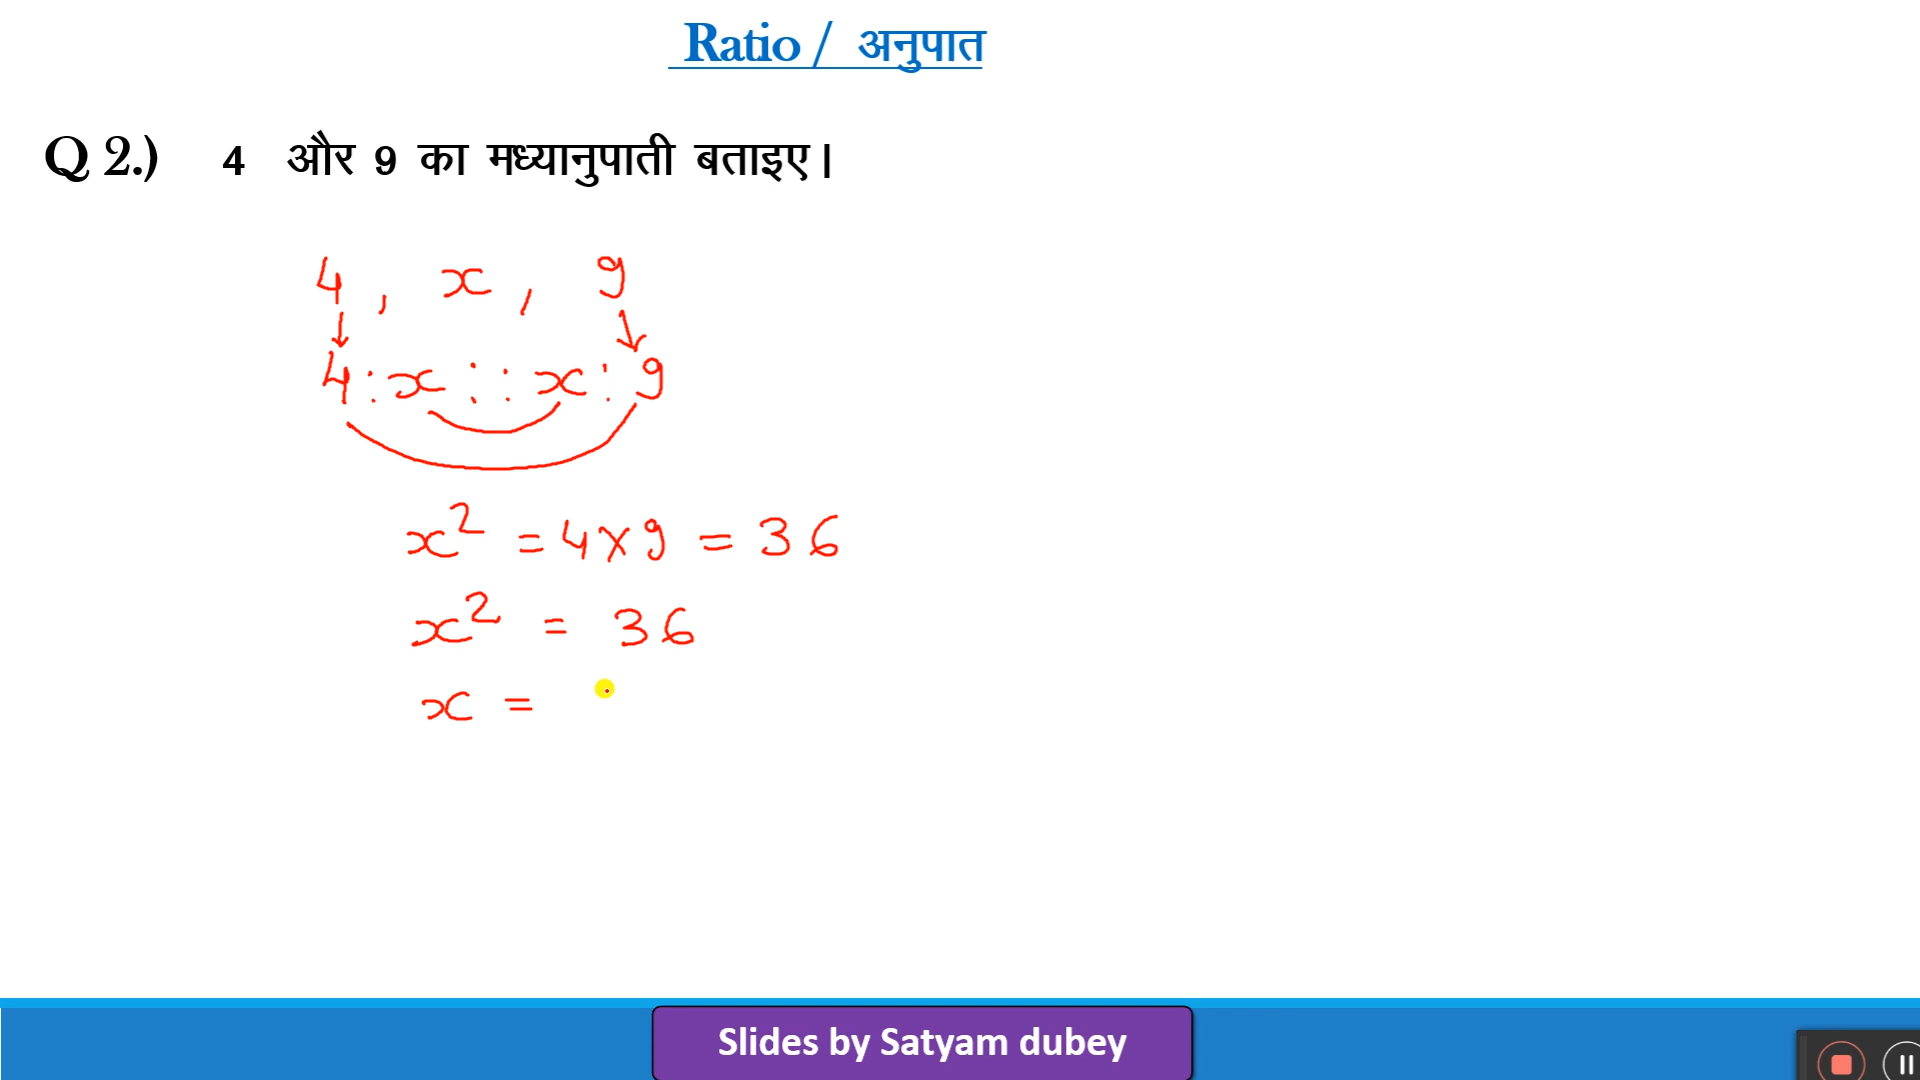 Ratio / अनुपात
Q 2.) 4 और 9 का मध्यानुपाती बताइए।
4 , x , 9
4 : x : : x : 9
x² = 4 × 9 = 36
x² = 36
x =
Slides by Satyam dubey